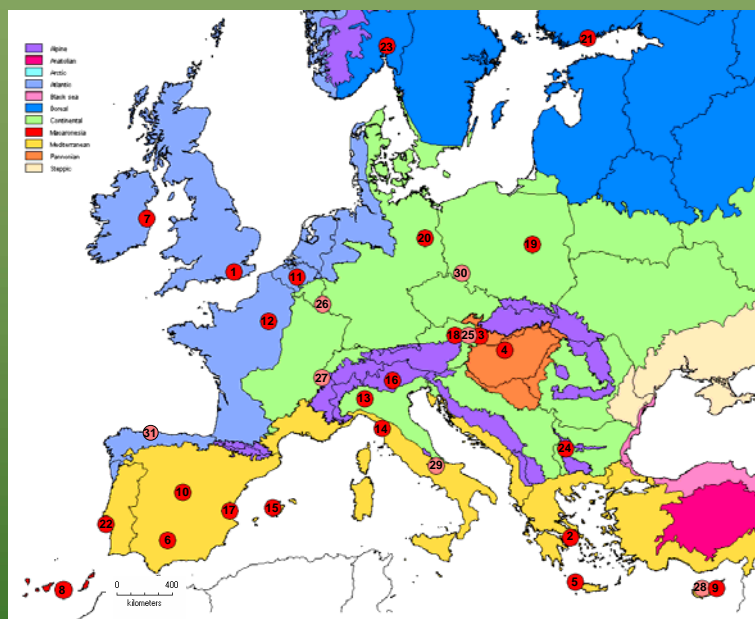 Alpine
Anatolian
Arctic
Atlantic
Black sea
Boreal
Continental
Macarnnesia
Mediterranean
Pannonian
Steppic
23
21
7
20
19
1
11
30
26
12
18 25 3
4
27
16
13
14
31
24
29
10
17
15
22
6
2
5
8
28 9
0 400
kilometers